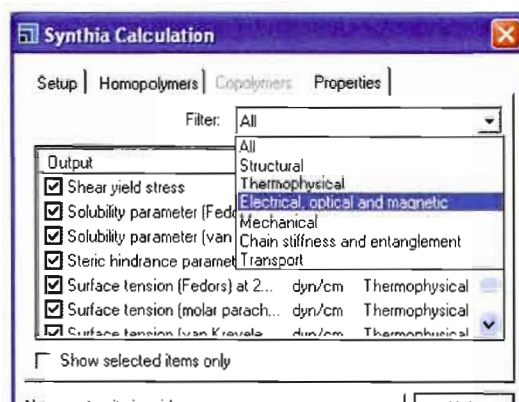 Synthia Calculation
Setup Homopolymers Copolymers Properties
Filter: All
All
Output
Structural
Thermophysical
Electrical, optical and magnetic
Mechanical
Chain stiffness and entanglement
Transport
Shear yield stress
Solubility parameter (Fed
Solubility parameter (van
Steric hindrance paramet
Surface tension (Fedors) at 2... dyn/cm Thermophysical
Surface tension (molar parach... dyn/cm Thermophysical
Surface tension (van Krevele... dyn/cm Thermophysical
Show selected items only